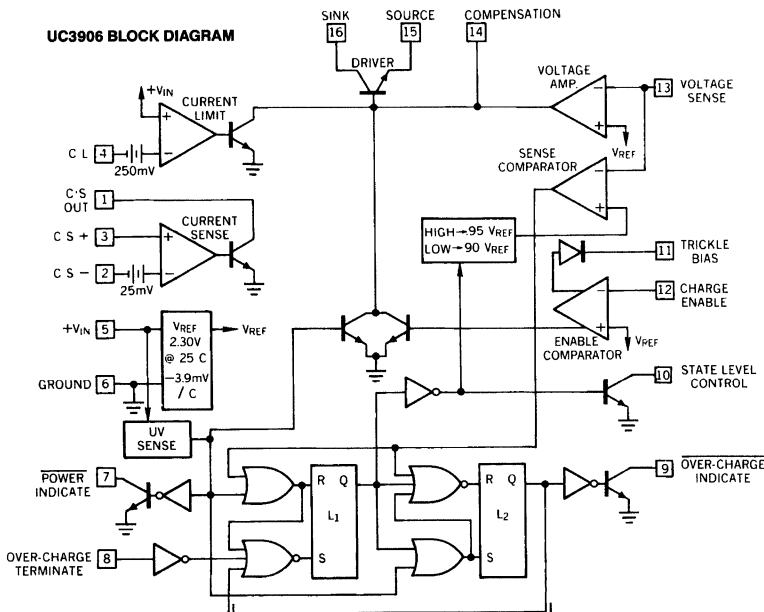 UC3906 BLOCK DIAGRAM
SINK
16
SOURCE
15
COMPENSATION
14
DRIVER
+VIN
CURRENT
LIMIT
+
−
C L
4
250mV
VOLTAGE
AMP.
−
+
VREF
13
VOLTAGE
SENSE
SENSE
COMPARATOR
−
+
C·S
OUT
1
CS+
3
CS−
2
25mV
CURRENT
SENSE
+
−
HIGH→95 VREF
LOW→90 VREF
11
TRICKLE
BIAS
12
CHARGE
ENABLE
−
+
VREF
ENABLE
COMPARATOR
+VIN
5
VREF
2.30V
@ 25 C
−3.9mV
/ C
VREF
GROUND
6
UV
SENSE
10
STATE LEVEL
CONTROL
POWER
INDICATE
7
R Q
L1
S
R Q
L2
S
9
OVER-CHARGE
INDICATE
OVER-CHARGE
TERMINATE
8